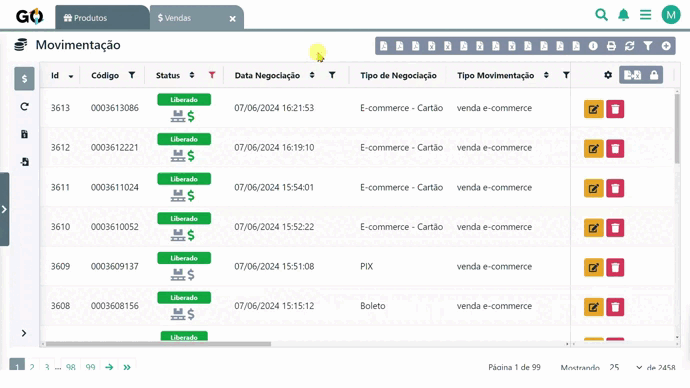 GO Produtos Vendas M
Movimentação
Id Código Status Data Negociação Tipo de Negociação Tipo Movimentação
3613 0003613086 Liberado 07/06/2024 16:21:53 E-commerce - Cartão venda e-commerce
3612 0003612221 Liberado 07/06/2024 16:19:10 E-commerce - Cartão venda e-commerce
3611 0003611024 Liberado 07/06/2024 15:54:01 E-commerce - Cartão venda e-commerce
3610 0003610052 Liberado 07/06/2024 15:52:22 E-commerce - Cartão venda e-commerce
3609 0003609137 Liberado 07/06/2024 15:51:08 PIX venda e-commerce
3608 0003608156 Liberado 07/06/2024 15:15:12 Boleto venda e-commerce
Liberado
1 2 3 ... 98 99 Página 1 de 99 Mostrando 25 de 2458